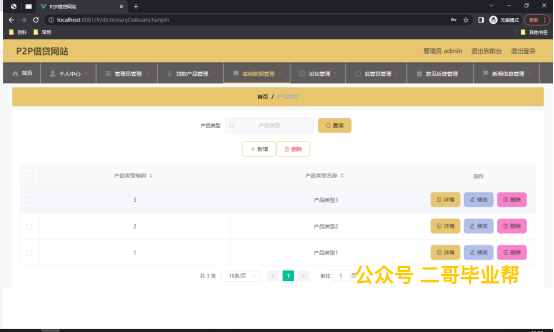 P2P借贷网站
localhost:8081/#/dictionaryDaikuanchanpin
无痕模式
更新
资料 常用 其他书签
P2P借贷网站 管理员 admin 退出到前台 退出登录
首页 个人中心 管理员管理 贷款产品管理 基础数据管理 论坛管理 运营员管理 意见反馈管理 新闻信息管理
首页 / 产品类型
产品类型 产品类型 查询
+ 新增 删除
产品类型编码 产品类型名称 操作
3 产品类型3 详情 修改 删除
2 产品类型2 详情 修改 删除
1 产品类型1 详情 修改 删除
共 3 条 10条/页 1 前往 1 页
公众号 二哥毕业帮